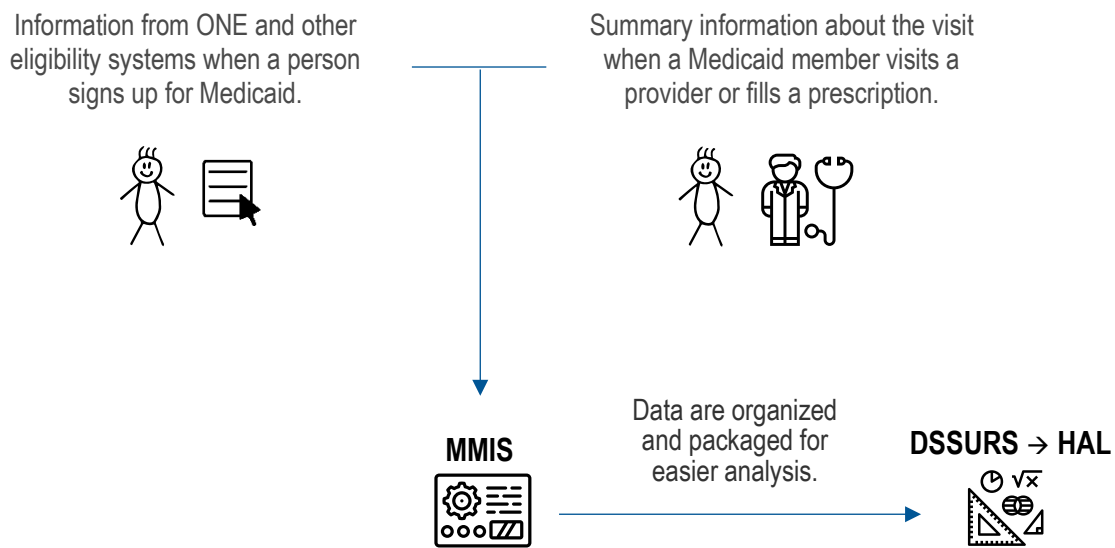 Information from ONE and other
eligibility systems when a person
signs up for Medicaid.
Summary information about the visit
when a Medicaid member visits a
provider or fills a prescription.
MMIS
Data are organized
and packaged for
easier analysis.
DSSURS → HAL
√x